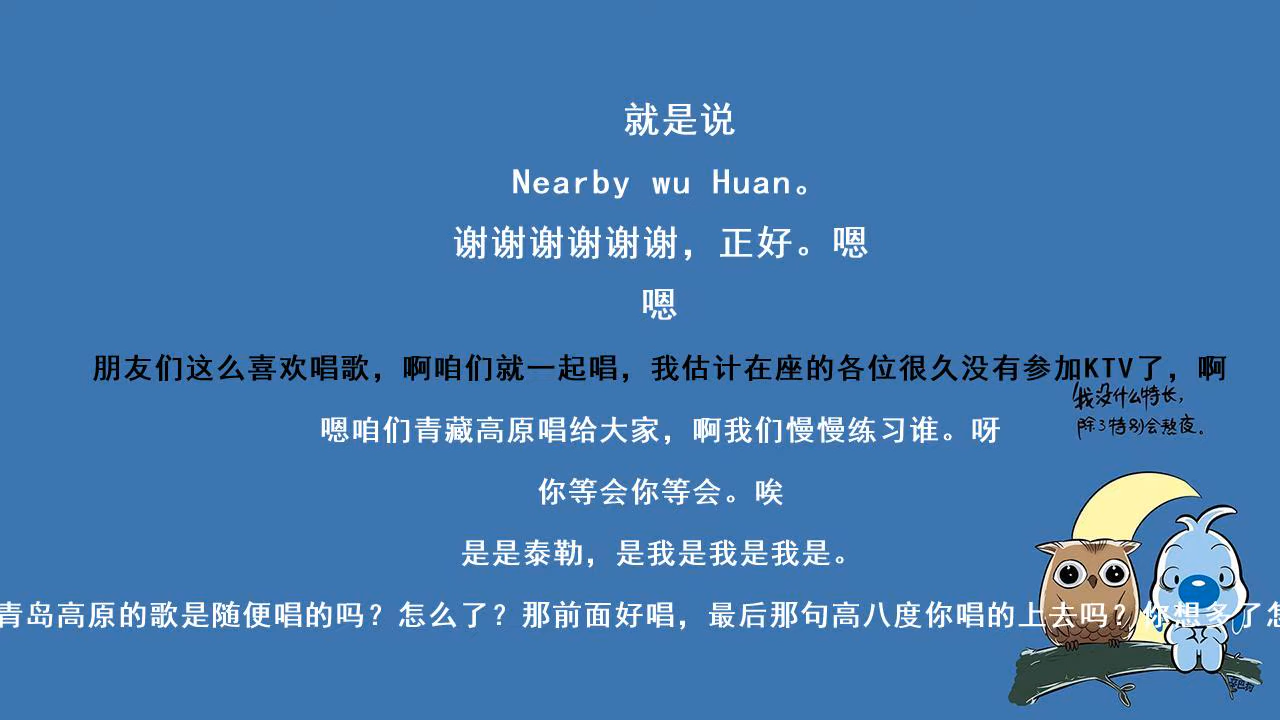 就是说
Nearby wu Huan。
谢谢谢谢谢谢，正好。嗯
嗯
朋友们这么喜欢唱歌，啊咱们就一起唱，我估计在座的各位很久没有参加KTV了，啊
我没什么特长，
除了特别会熬夜。
嗯咱们青藏高原唱给大家，啊我们慢慢练习谁。呀
你等会你等会。唉
是是泰勒，是我是我是我是。
青岛高原的歌是随便唱的吗？怎么了？那前面好唱，最后那句高八度你唱的上去吗？你想多了怎